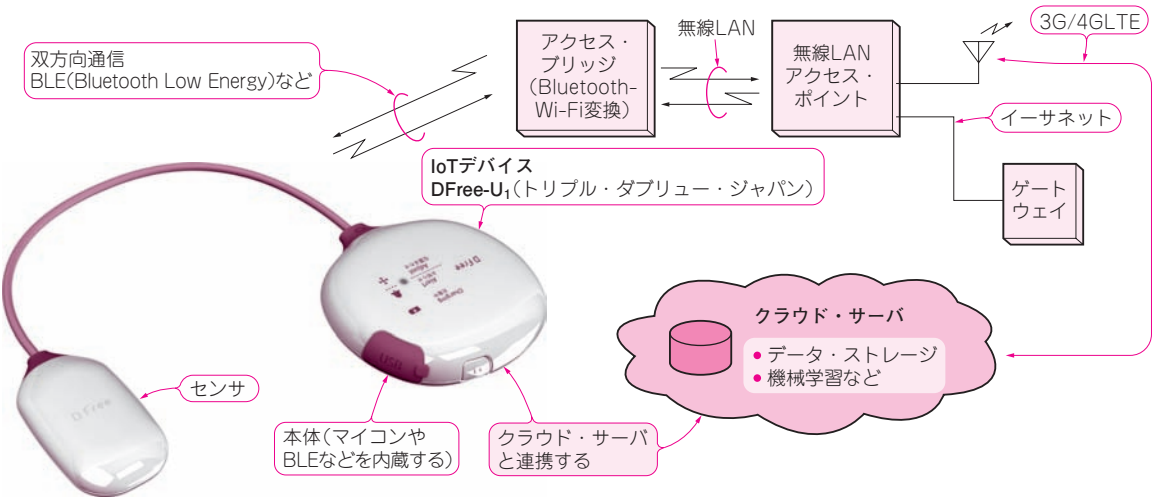 双方向通信
BLE(Bluetooth Low Energy)など
アクセス・
ブリッジ
(Bluetooth-
Wi-Fi変換)
無線LAN
無線LAN
アクセス・
ポイント
3G/4GLTE
イーサネット
ゲート
ウェイ
IoTデバイス
DFree-U₁(トリプル・ダブリュー・ジャパン)
DFree
Adjust
Alert
Charging
USB
DFree
センサ
本体(マイコンや
BLEなどを内蔵する)
クラウド・サーバ
と連携する
クラウド・サーバ
• データ・ストレージ
• 機械学習など